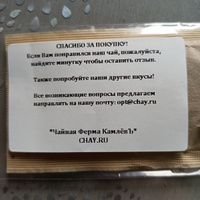 СПАСИБО ЗА ПОКУПКУ!
Если Вам понравился наш чай, пожалуйста,
найдите минутку чтобы оставить отзыв.
Также попробуйте наши другие вкусы!
Все возникающие вопросы предлагаем
направлять на нашу почту: opt@chay.ru
"Чайная Ферма КамлёвЪ"
CHAY.RU